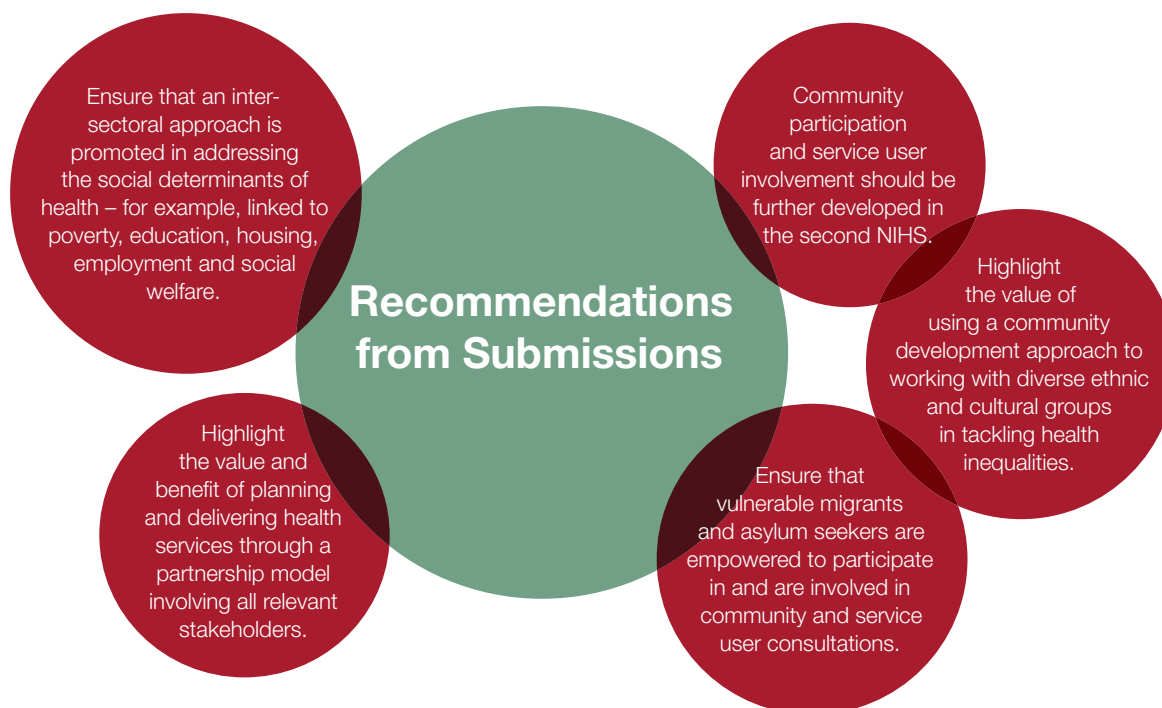 Ensure that an inter-
sectoral approach is
promoted in addressing
the social determinants of
health – for example, linked to
poverty, education, housing,
employment and social
welfare.
Community
participation
and service user
involvement should be
further developed in
the second NIHS.
Recommendations
from Submissions
Highlight
the value of
using a community
development approach to
working with diverse ethnic
and cultural groups
in tackling health
inequalities.
Highlight
the value and
benefit of planning
and delivering health
services through a
partnership model
involving all relevant
stakeholders.
Ensure that
vulnerable migrants
and asylum seekers are
empowered to participate
in and are involved in
community and service
user consultations.